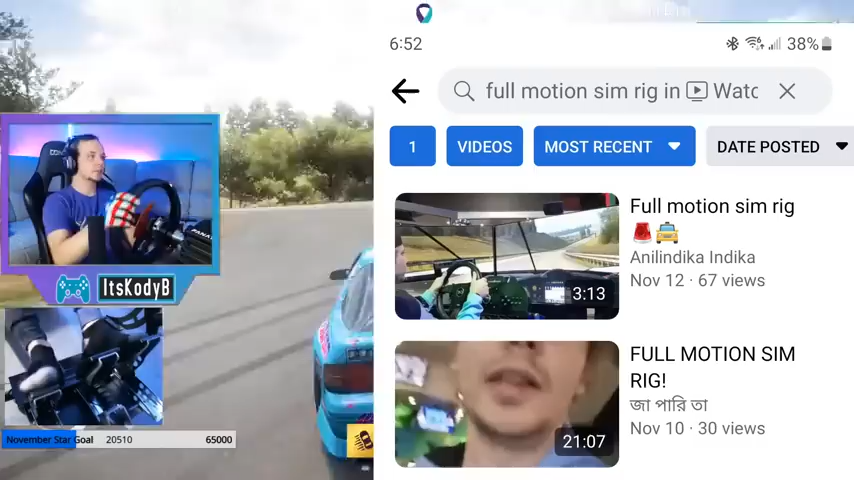 6:52
38%
full motion sim rig in Watc
1
VIDEOS
MOST RECENT
DATE POSTED
Full motion sim rig
🚨🚖
Anilindika Indika
Nov 12 · 67 views
3:13
FULL MOTION SIM
RIG!
জা পারি তা
Nov 10 · 30 views
21:07
ItsKodyB
November Star Goal 20510 65000